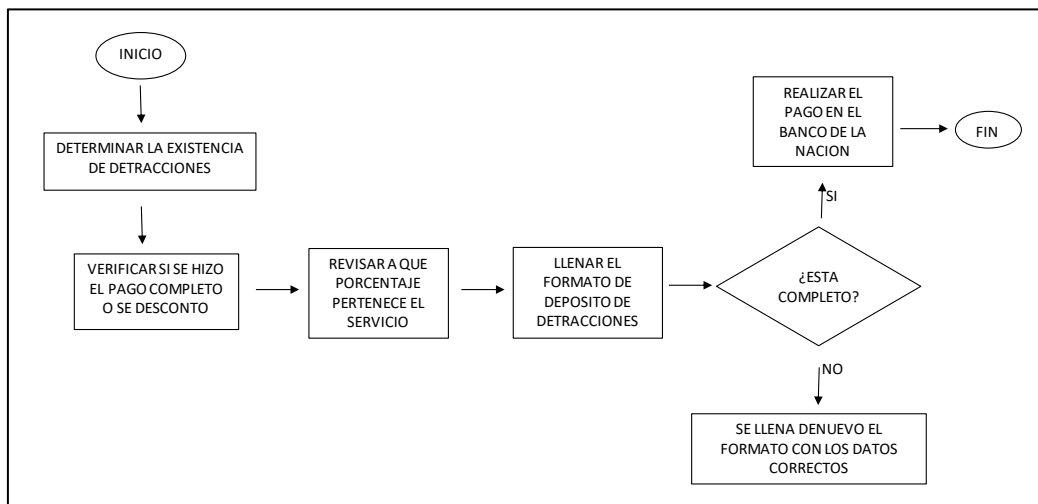 INICIO
DETERMINAR LA EXISTENCIA
DE DETRACCIONES
VERIFICAR SI SE HIZO
EL PAGO COMPLETO
O SE DESCONTO
REVISAR A QUE
PORCENTAJE
PERTENECE EL
SERVICIO
LLENAR EL
FORMATO DE
DEPOSITO DE
DETRACCIONES
¿ESTA
COMPLETO?
SI
REALIZAR EL
PAGO EN EL
BANCO DE LA
NACION
FIN
NO
SE LLENA DENUEVO EL
FORMATO CON LOS DATOS
CORRECTOS